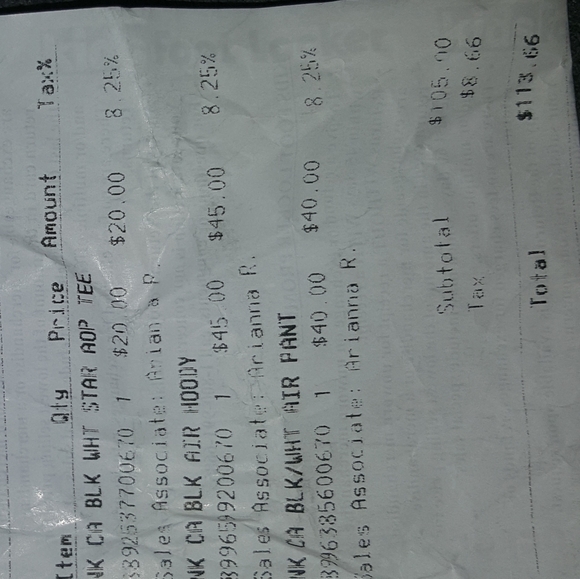 Item Qty Price Amount Tax%
NK CA BLK WHT STAR AOP TEE
3892537700670 1 $20.00 $20.00 8.25%
Sales Associate: Arianna R.
NK CA BLK AIR HOODY
3996599200670 1 $45.00 $45.00 8.25%
Sales Associate: Arianna R.
NK CA BLK/WHT AIR PANT
3996385600670 1 $40.00 $40.00 8.25%
Sales Associate: Arianna R.
Subtotal $105.00
Tax $8.66
Total $113.66